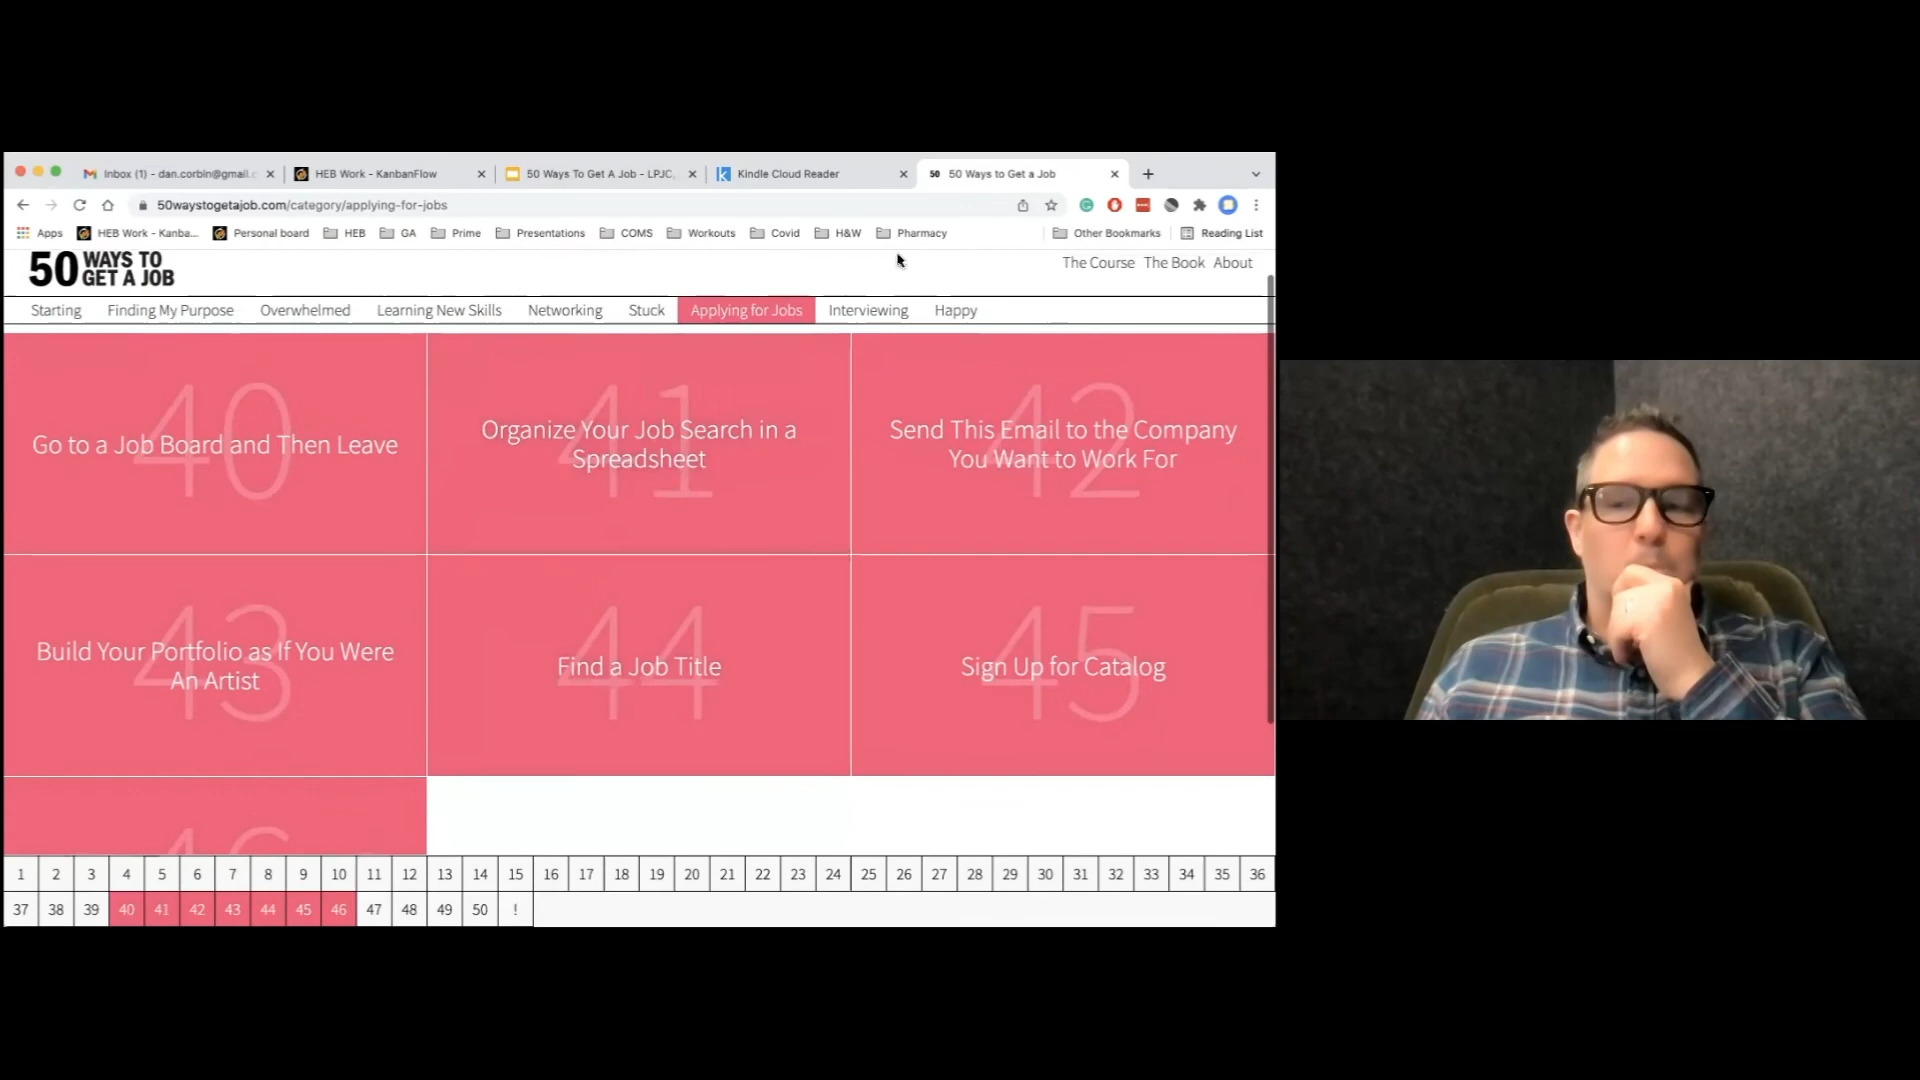 Inbox (1) - dan.corbin@gmail.c
HEB Work - KanbanFlow
50 Ways To Get A Job - LPJC,
Kindle Cloud Reader
50 50 Ways to Get a Job
50waystogetajob.com/category/applying-for-jobs
Apps
HEB Work - Kanba...
Personal board
HEB
GA
Prime
Presentations
COMS
Workouts
Covid
H&W
Pharmacy
Other Bookmarks
Reading List
50 WAYS TO
GET A JOB
The Course The Book About
Starting Finding My Purpose Overwhelmed Learning New Skills Networking Stuck Applying for Jobs Interviewing Happy
40
Go to a Job Board and Then Leave
41
Organize Your Job Search in a
Spreadsheet
42
Send This Email to the Company
You Want to Work For
43
Build Your Portfolio as If You Were
An Artist
44
Find a Job Title
45
Sign Up for Catalog
46
1 2 3 4 5 6 7 8 9 10 11 12 13 14 15 16 17 18 19 20 21 22 23 24 25 26 27 28 29 30 31 32 33 34 35 36
37 38 39 40 41 42 43 44 45 46 47 48 49 50 !